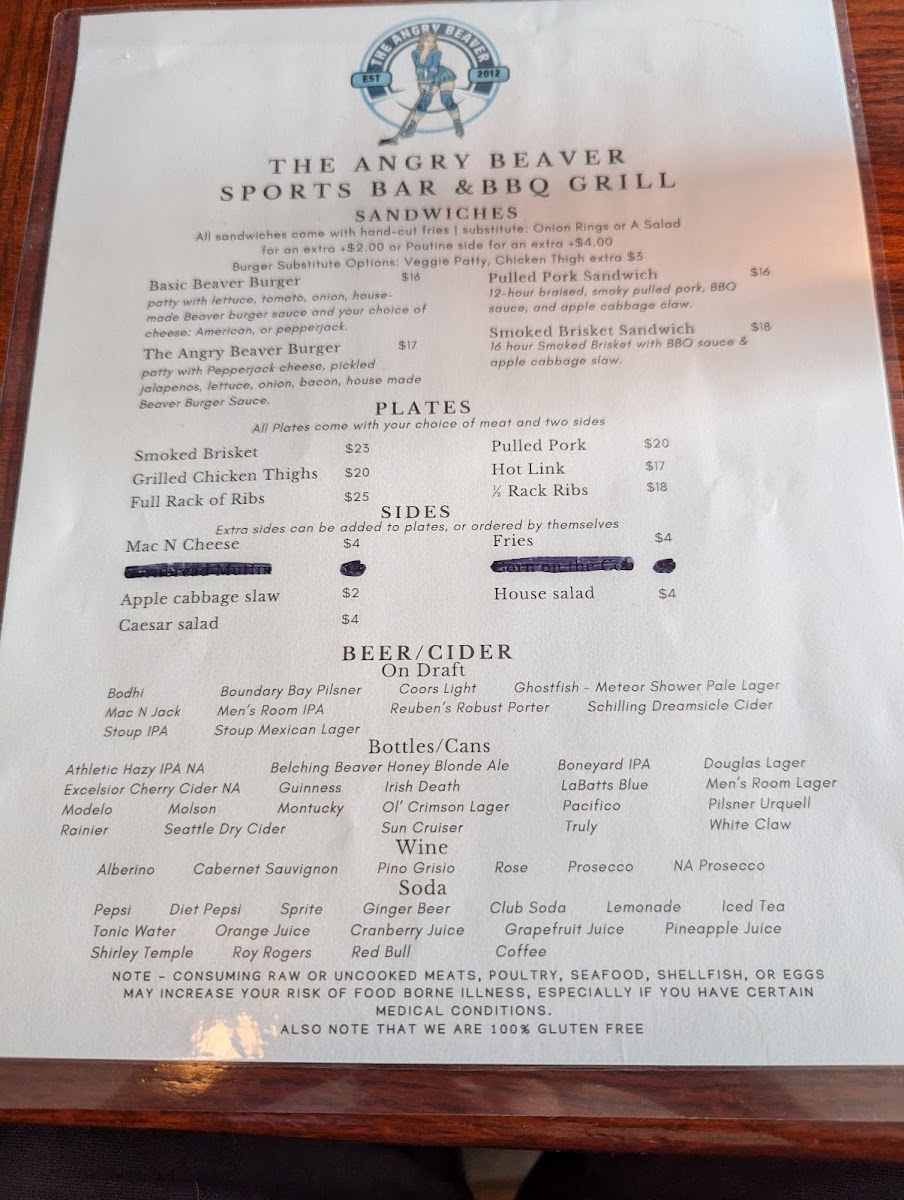 THE ANGRY BEAVER
EST 2012
THE ANGRY BEAVER
SPORTS BAR & BBQ GRILL
SANDWICHES
All sandwiches come with hand-cut fries | substitute: Onion Rings or A Salad
for an extra +$2.00 or Poutine side for an extra +$4.00
Burger Substitute Options: Veggie Patty, Chicken Thigh extra $3
Basic Beaver Burger $16
patty with lettuce, tomato, onion, house-
made Beaver burger sauce and your choice of
cheese: American, or pepperjack.
The Angry Beaver Burger $17
patty with Pepperjack cheese, pickled
jalapenos, lettuce, onion, bacon, house made
Beaver Burger Sauce.
Pulled Pork Sandwich $16
12-hour braised, smoky pulled pork, BBQ
sauce, and apple cabbage claw.
Smoked Brisket Sandwich $18
16 hour Smoked Brisket with BBQ sauce &
apple cabbage slaw.
PLATES
All Plates come with your choice of meat and two sides
Smoked Brisket $23 Pulled Pork $20
Grilled Chicken Thighs $20 Hot Link $17
Full Rack of Ribs $25 ½ Rack Ribs $18
SIDES
Extra sides can be added to plates, or ordered by themselves
Mac N Cheese $4 Fries $4
Muffin Corn on the
Apple cabbage slaw $2 House salad $4
Caesar salad $4
BEER/CIDER
On Draft
Bodhi Boundary Bay Pilsner Coors Light Ghostfish - Meteor Shower Pale Lager
Mac N Jack Men's Room IPA Reuben's Robust Porter Schilling Dreamsicle Cider
Stoup IPA Stoup Mexican Lager
Bottles/Cans
Athletic Hazy IPA NA Belching Beaver Honey Blonde Ale Boneyard IPA Douglas Lager
Excelsior Cherry Cider NA Guinness Irish Death LaBatts Blue Men's Room Lager
Modelo Molson Montucky Ol' Crimson Lager Pacifico Pilsner Urquell
Rainier Seattle Dry Cider Sun Cruiser Truly White Claw
Wine
Alberino Cabernet Sauvignon Pino Grisio Rose Prosecco NA Prosecco
Soda
Pepsi Diet Pepsi Sprite Ginger Beer Club Soda Lemonade Iced Tea
Tonic Water Orange Juice Cranberry Juice Grapefruit Juice Pineapple Juice
Shirley Temple Roy Rogers Red Bull Coffee
NOTE - CONSUMING RAW OR UNCOOKED MEATS, POULTRY, SEAFOOD, SHELLFISH, OR EGGS
MAY INCREASE YOUR RISK OF FOOD BORNE ILLNESS, ESPECIALLY IF YOU HAVE CERTAIN
MEDICAL CONDITIONS.
ALSO NOTE THAT WE ARE 100% GLUTEN FREE